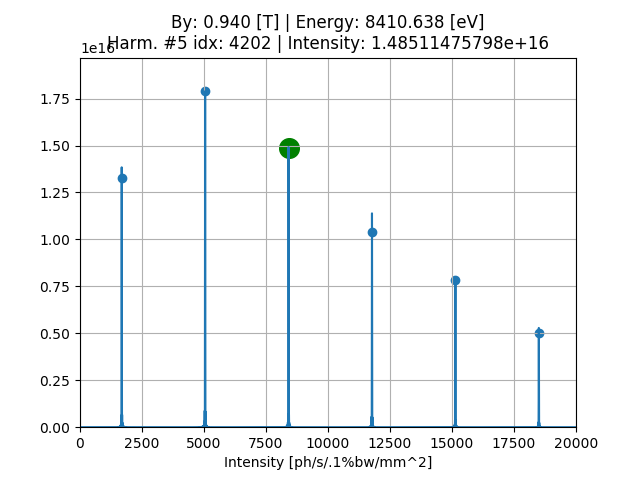 By: 0.940 [T] | Energy: 8410.638 [eV]
Harm. #5 idx: 4202 | Intensity: 1.48511475798e+16
1e16
1.75
1.50
1.25
1.00
0.75
0.50
0.25
0.00
0 2500 5000 7500 10000 12500 15000 17500 20000
Intensity [ph/s/.1%bw/mm^2]